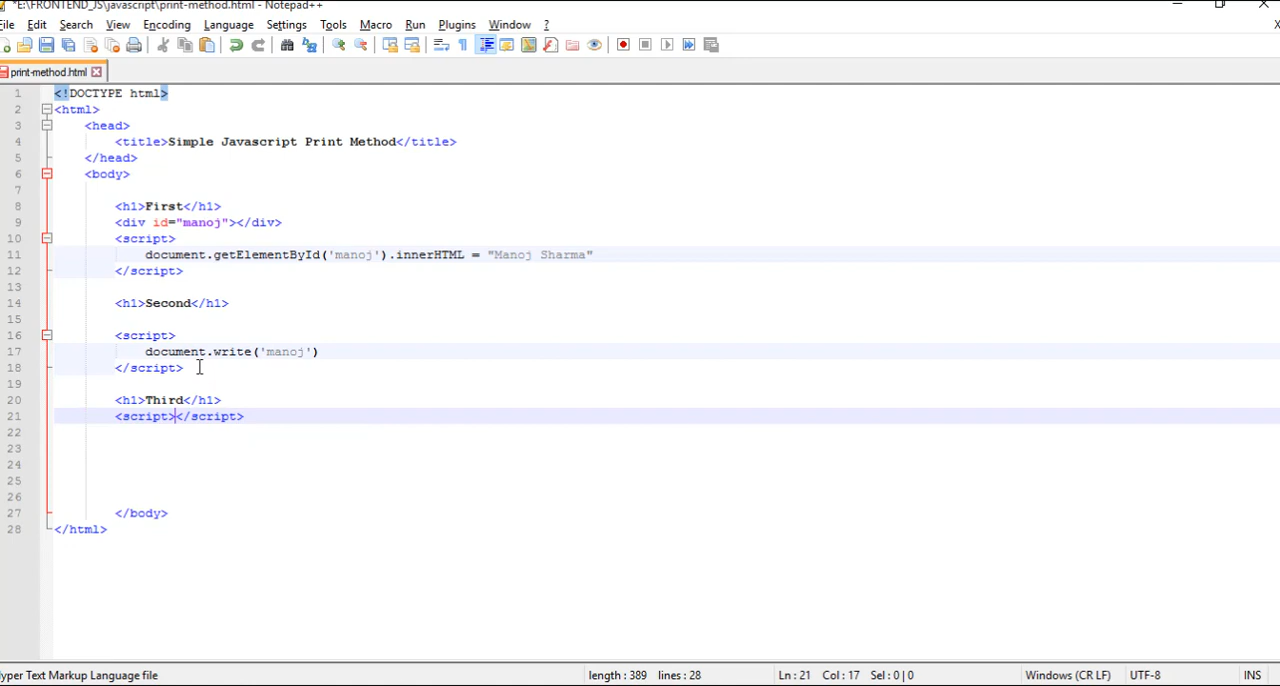 *E:\FRONTEND_JS\javascript\print-method.html - Notepad++
File Edit Search View Encoding Language Settings Tools Macro Run Plugins Window ?
print-method.html
1 <!DOCTYPE html>
2 <html>
3 <head>
4 <title>Simple Javascript Print Method</title>
5 </head>
6 <body>
7
8 <h1>First</h1>
9 <div id="manoj"></div>
10 <script>
11 document.getElementById('manoj').innerHTML = "Manoj Sharma"
12 </script>
13
14 <h1>Second</h1>
15
16 <script>
17 document.write('manoj')
18 </script>
19
20 <h1>Third</h1>
21 <script></script>
22
23
24
25
26
27 </body>
28 </html>
yper Text Markup Language file length : 389 lines : 28 Ln : 21 Col : 17 Sel : 0 | 0 Windows (CR LF) UTF-8 INS